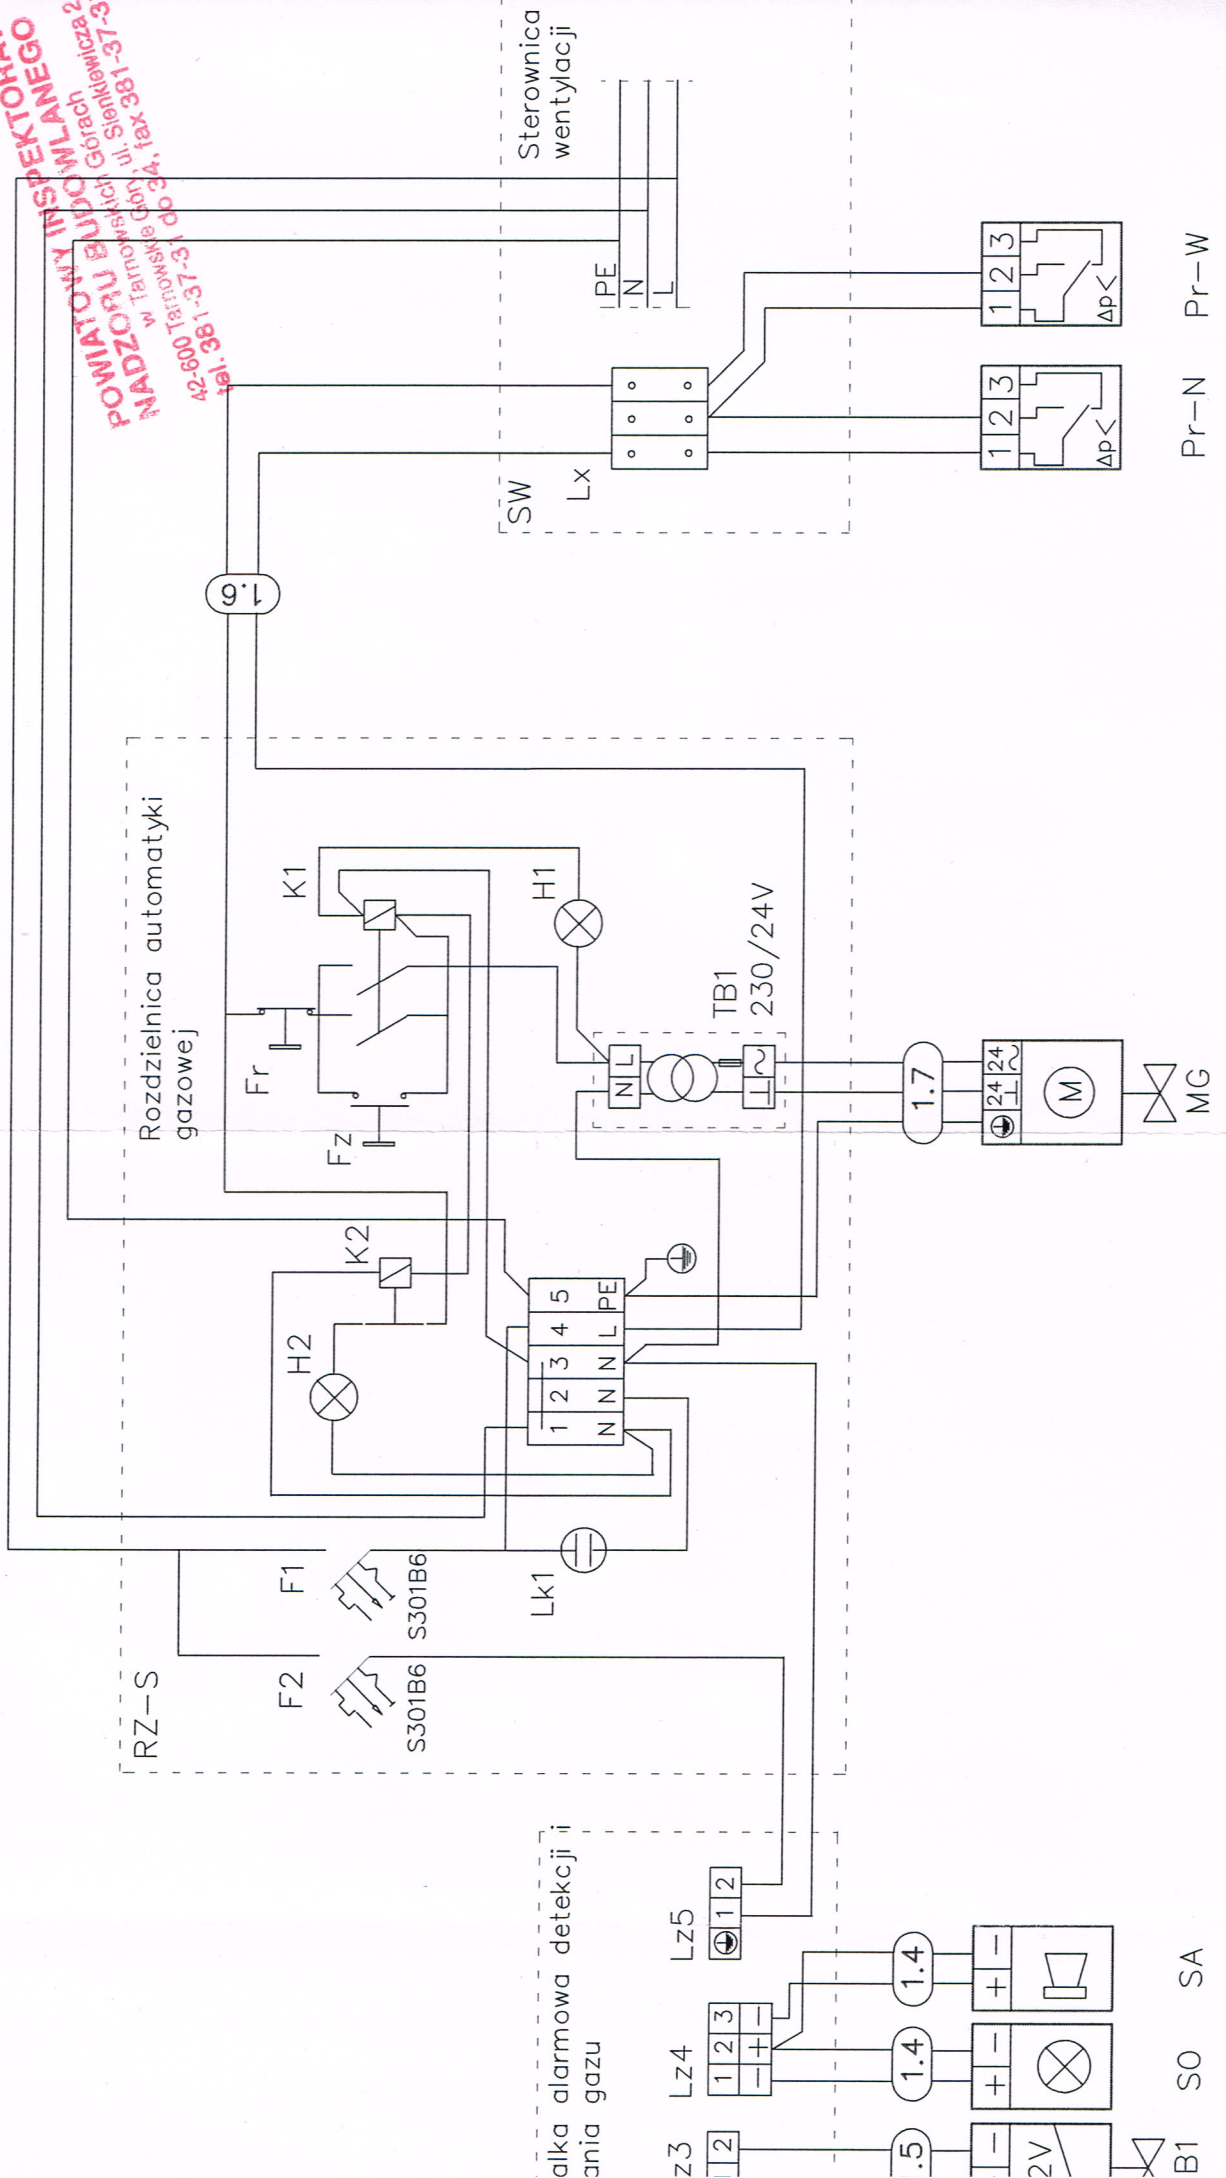 POWIATOWY INSPEKTORAT
NADZORU BUDOWLANEGO
w Tarnowskich Górach
42-600 Tarnowskie Góry, ul. Sienkiewicza
tel. 381-37-31 do 34, fax 381-37-3
Sterownica
wentylacji
PE
N
L
SW
Lx
1 2 3
Δp<
Pr-W
1 2 3
Δp<
Pr-N
1.6
Rozdzielnica automatyki
gazowej
K1
H1
Fr
Fz
TB1
230/24V
N L
1.7
24 24
M
MG
K2
H2
1 2 3 4 5
N N N L PE
F1
S301B6
Lk1
F2
S301B6
RZ-S
alka alarmowa detekcji i
ania gazu
Lz5
1 2
Lz4
1 2 3
- + -
z3
2
1.4
+ -
SA
1.4
+ -
SO
.5
-
2V
B1